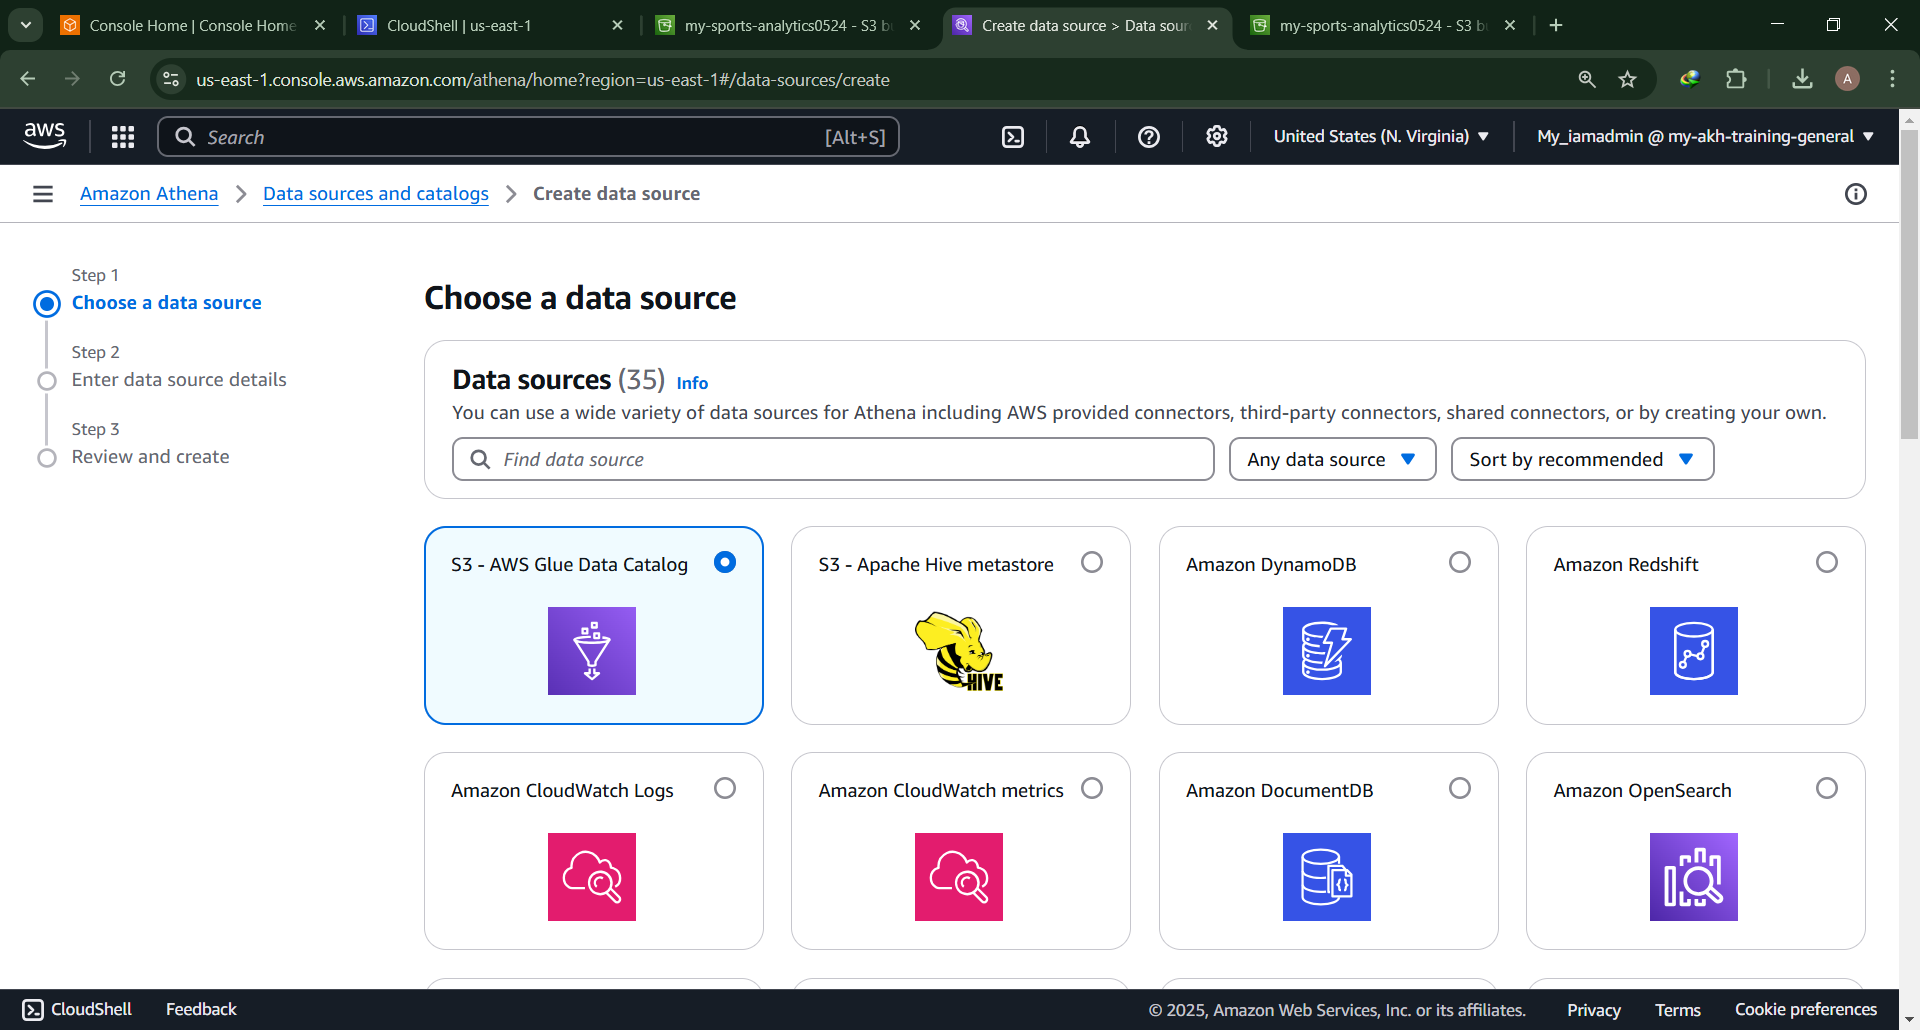 Console Home | Console Home
CloudShell | us-east-1
my-sports-analytics0524 - S3 bu
Create data source > Data sour
my-sports-analytics0524 - S3 bu
us-east-1.console.aws.amazon.com/athena/home?region=us-east-1#/data-sources/create
A
aws
Search
[Alt+S]
United States (N. Virginia)
My_iamadmin @ my-akh-training-general
Amazon Athena
Data sources and catalogs
Create data source
Step 1
Choose a data source
Step 2
Enter data source details
Step 3
Review and create
Choose a data source
Data sources (35) Info
You can use a wide variety of data sources for Athena including AWS provided connectors, third-party connectors, shared connectors, or by creating your own.
Find data source
Any data source
Sort by recommended
S3 - AWS Glue Data Catalog
S3 - Apache Hive metastore
HIVE
Amazon DynamoDB
Amazon Redshift
Amazon CloudWatch Logs
Amazon CloudWatch metrics
Amazon DocumentDB
Amazon OpenSearch
CloudShell
Feedback
© 2025, Amazon Web Services, Inc. or its affiliates.
Privacy
Terms
Cookie preferences